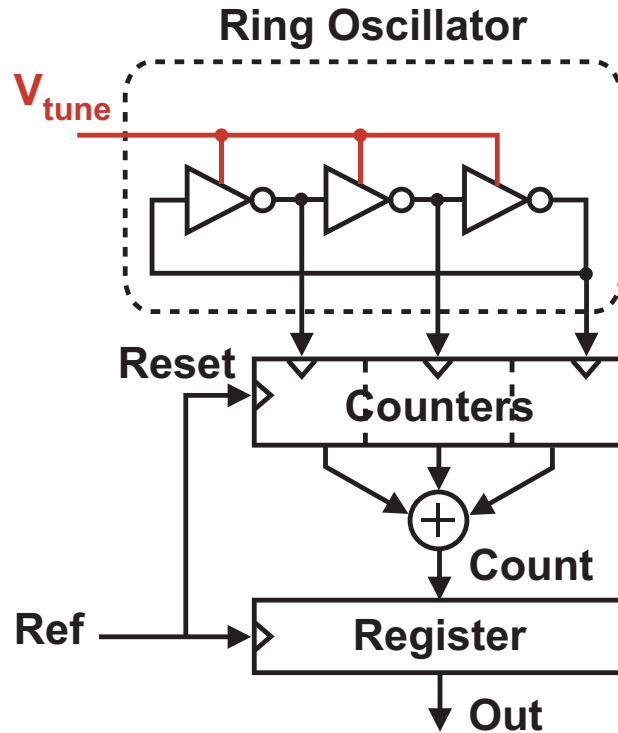 Ring Oscillator
Vtune
Reset
Counters
Count
Ref
Register
Out